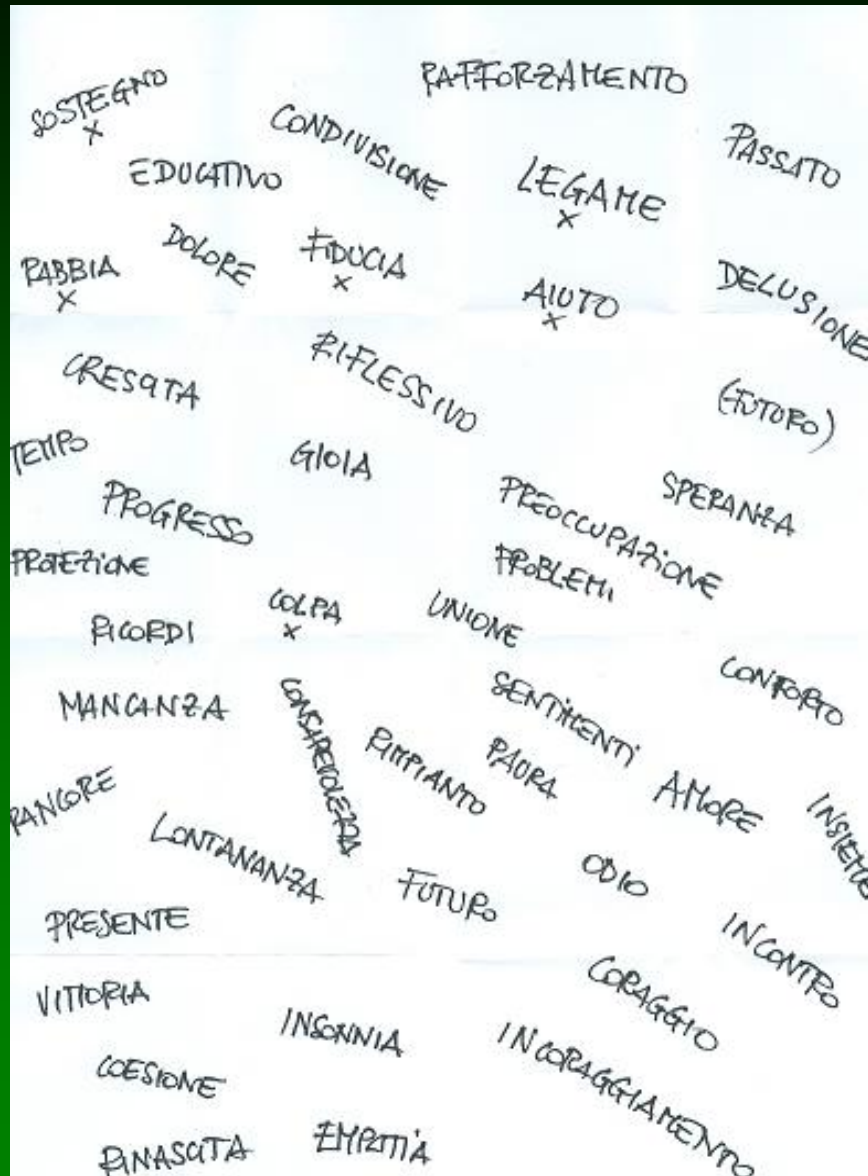 RAFFORZAMENTO
SOSTEGNO
x
CONDIVISIONE
PASSATO
EDUCATIVO
LEGAME
x
DOLORE
FIDUCIA
x
RABBIA
x
AIUTO
x
DELUSIONE
CRESCITA
RIFLESSIVO
(FUTURO)
TEMPO
GIOIA
SPERANZA
PROGRESSO
PREOCCUPAZIONE
PROTEZIONE
PROBLEMI
RICORDI
COLPA
x
UNIONE
CONFORTO
MANCANZA
CONSAPEVOLEZZA
SENTIMENTI
RIMPIANTO
PAURA
AMORE
RANCORE
INSIEME
LONTANANZA
FUTURO
ODIO
PRESENTE
INCONTRO
VITTORIA
CORAGGIO
INSONNIA
INCORAGGIAMENTO
COESIONE
RINASCITA
EMPATIA